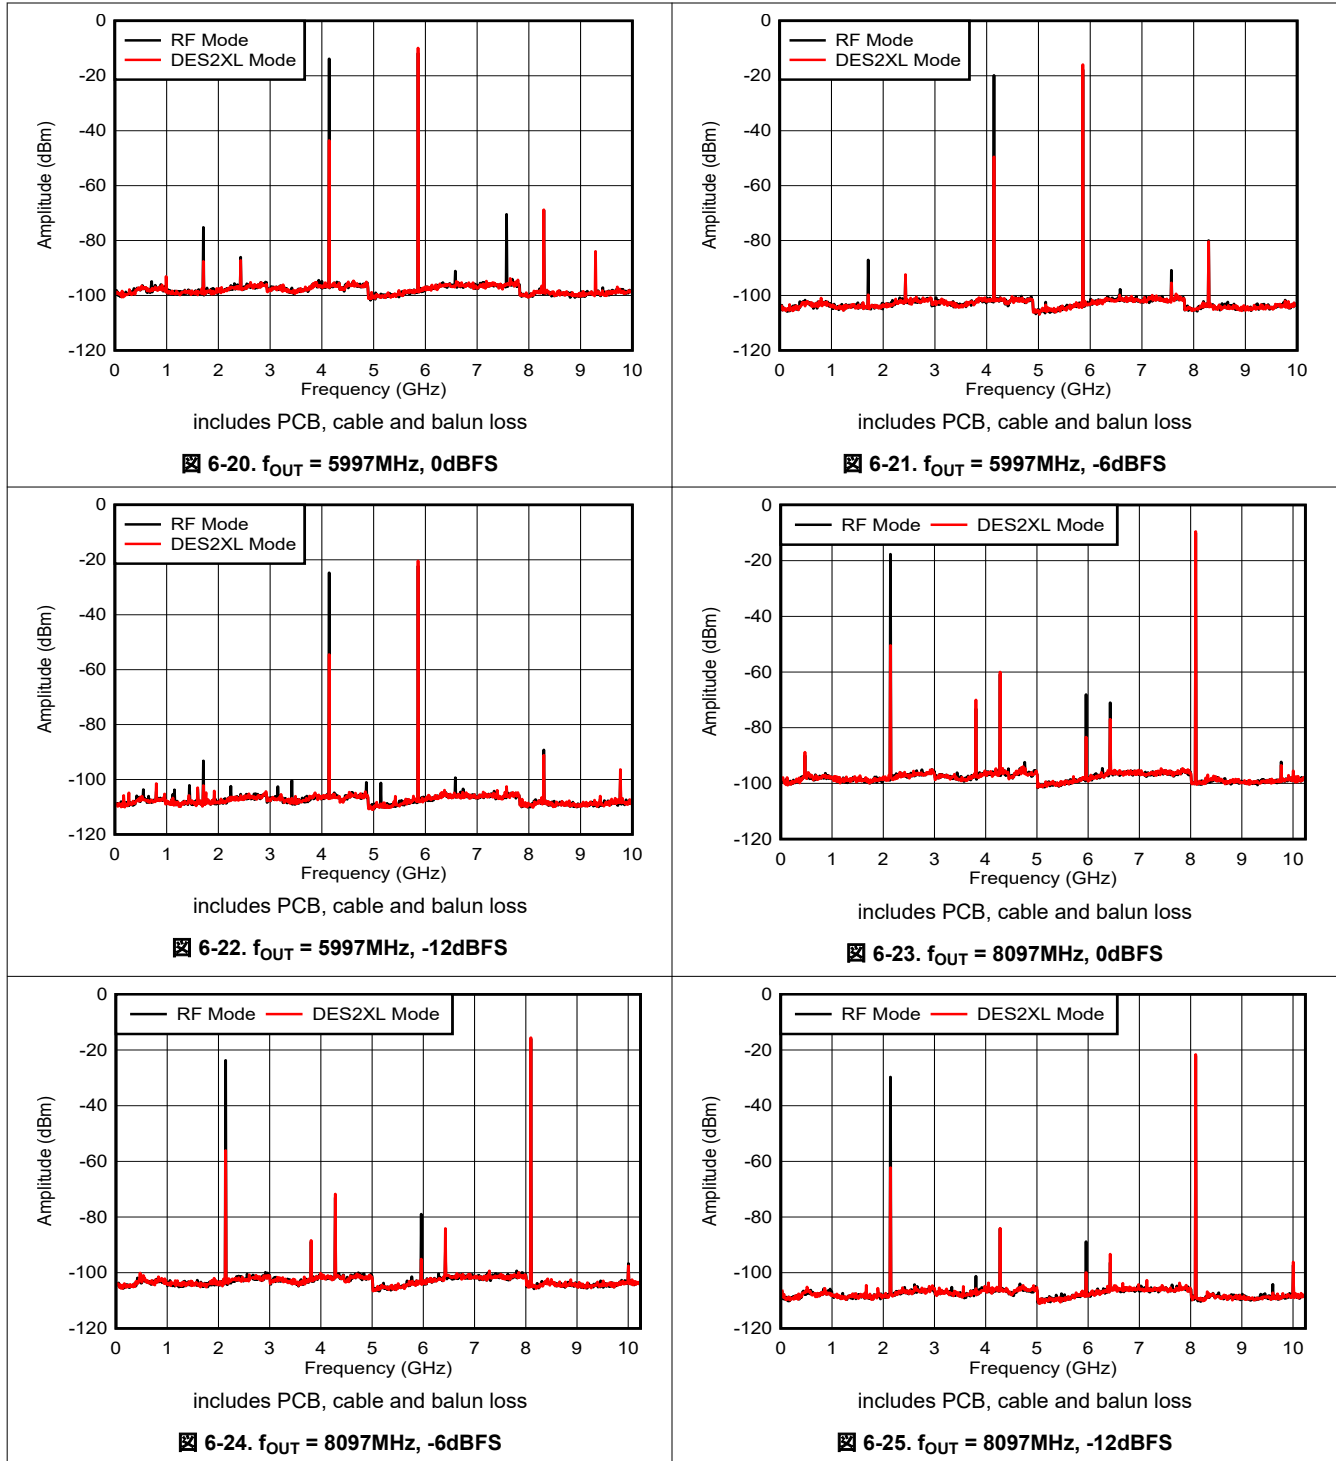 0
-20
-40
-60
-80
-100
-120
Amplitude (dBm)
RF Mode
DES2XL Mode
0 1 2 3 4 5 6 7 8 9 10
Frequency (GHz)
includes PCB, cable and balun loss
図 6-20. fOUT = 5997MHz, 0dBFS
0
-20
-40
-60
-80
-100
-120
Amplitude (dBm)
RF Mode
DES2XL Mode
0 1 2 3 4 5 6 7 8 9 10
Frequency (GHz)
includes PCB, cable and balun loss
図 6-21. fOUT = 5997MHz, -6dBFS
0
-20
-40
-60
-80
-100
-120
Amplitude (dBm)
RF Mode
DES2XL Mode
0 1 2 3 4 5 6 7 8 9 10
Frequency (GHz)
includes PCB, cable and balun loss
図 6-22. fOUT = 5997MHz, -12dBFS
0
-20
-40
-60
-80
-100
-120
Amplitude (dBm)
RF Mode DES2XL Mode
0 1 2 3 4 5 6 7 8 9 10
Frequency (GHz)
includes PCB, cable and balun loss
図 6-23. fOUT = 8097MHz, 0dBFS
0
-20
-40
-60
-80
-100
-120
Amplitude (dBm)
RF Mode DES2XL Mode
0 1 2 3 4 5 6 7 8 9 10
Frequency (GHz)
includes PCB, cable and balun loss
図 6-24. fOUT = 8097MHz, -6dBFS
0
-20
-40
-60
-80
-100
-120
Amplitude (dBm)
RF Mode DES2XL Mode
0 1 2 3 4 5 6 7 8 9 10
Frequency (GHz)
includes PCB, cable and balun loss
図 6-25. fOUT = 8097MHz, -12dBFS